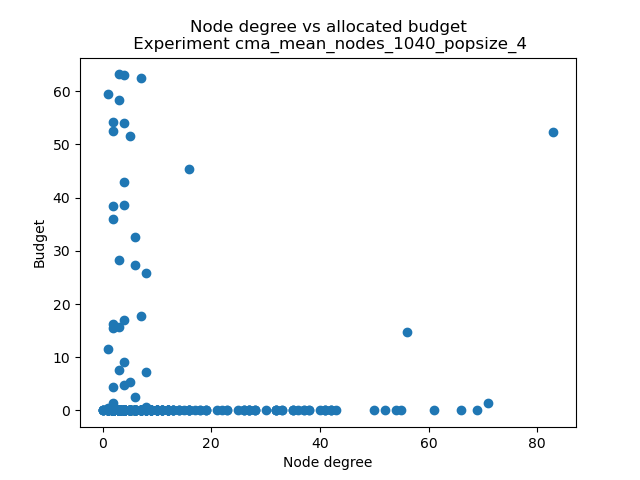 Node degree vs allocated budget
Experiment cma_mean_nodes_1040_popsize_4
60
50
40
30
20
10
0
Budget
0 20 40 60 80
Node degree